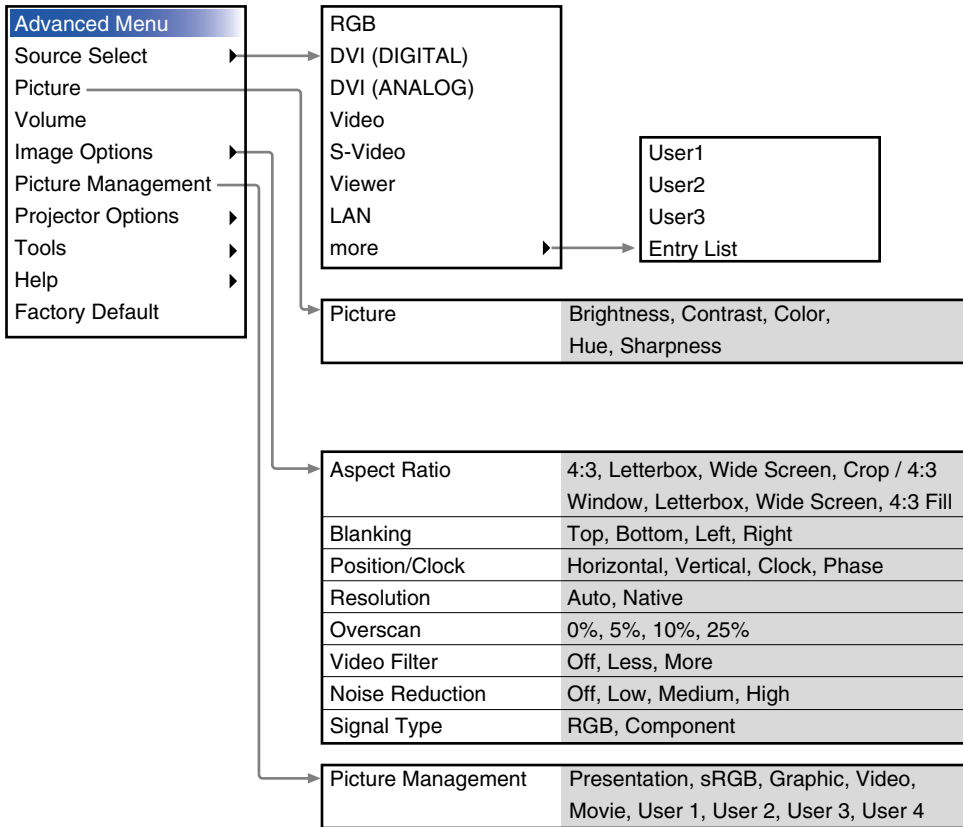 Advanced Menu
Source Select
Picture
Volume
Image Options
Picture Management
Projector Options
Tools
Help
Factory Default
RGB
DVI (DIGITAL)
DVI (ANALOG)
Video
S-Video
Viewer
LAN
more
User1
User2
User3
Entry List
Picture
Brightness, Contrast, Color,
Hue, Sharpness
Aspect Ratio
4:3, Letterbox, Wide Screen, Crop / 4:3
Window, Letterbox, Wide Screen, 4:3 Fill
Blanking
Top, Bottom, Left, Right
Position/Clock
Horizontal, Vertical, Clock, Phase
Resolution
Auto, Native
Overscan
0%, 5%, 10%, 25%
Video Filter
Off, Less, More
Noise Reduction
Off, Low, Medium, High
Signal Type
RGB, Component
Picture Management
Presentation, sRGB, Graphic, Video,
Movie, User 1, User 2, User 3, User 4